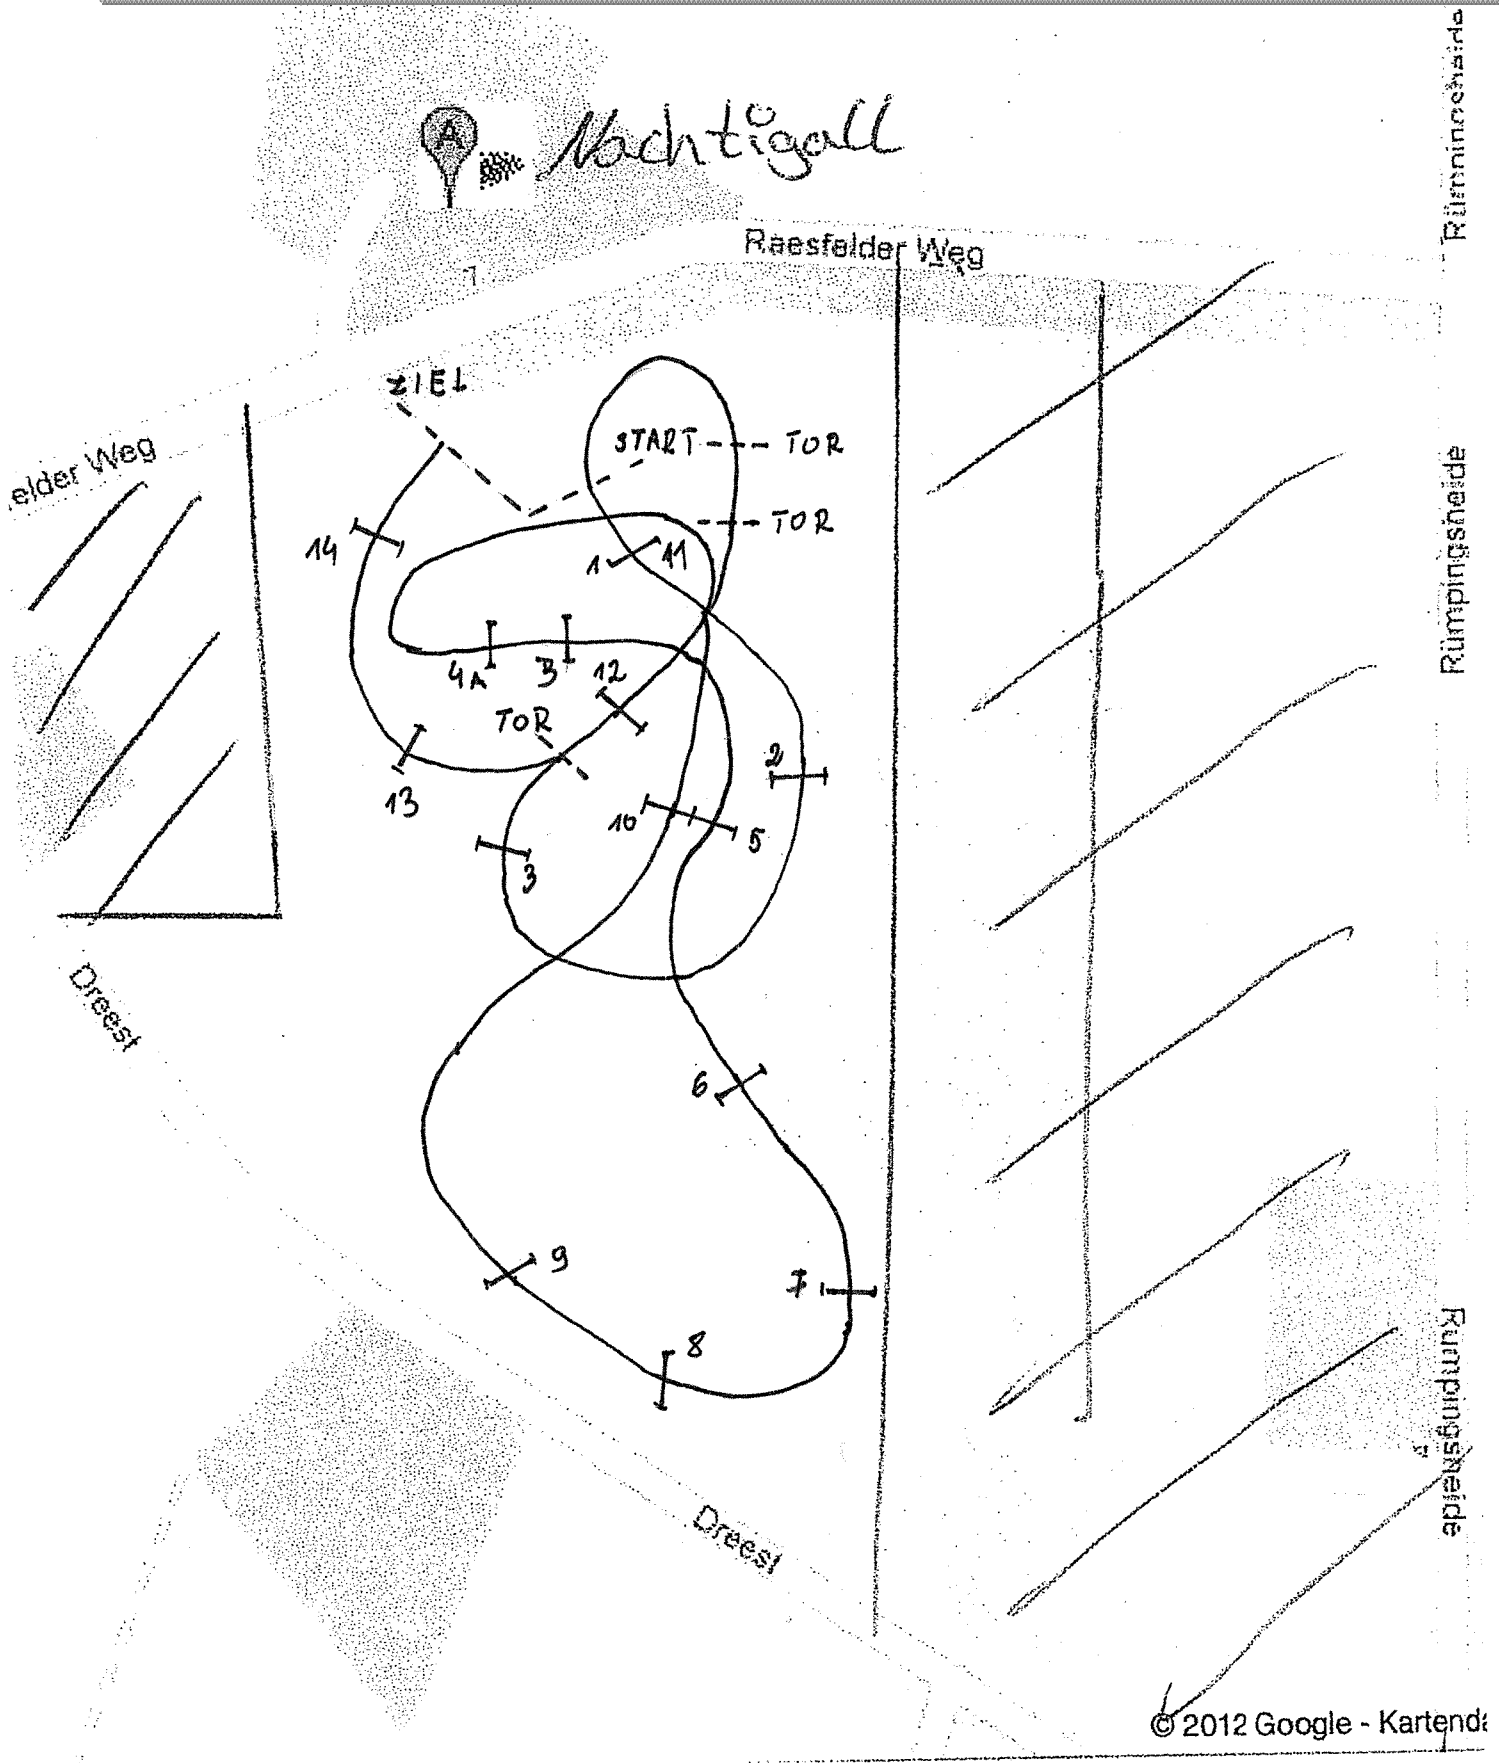 Rümpingsheide
A
Nachtigall
Raesfelder Weg
ZIEL
START
TOR
elder Weg
Rümpingsheide
TOR
14
1
11
4A
B
12
TOR
2
13
10
5
3
Dreest
6
9
7
8
Rümpingsheide
Dreest
© 2012 Google - Kartenda